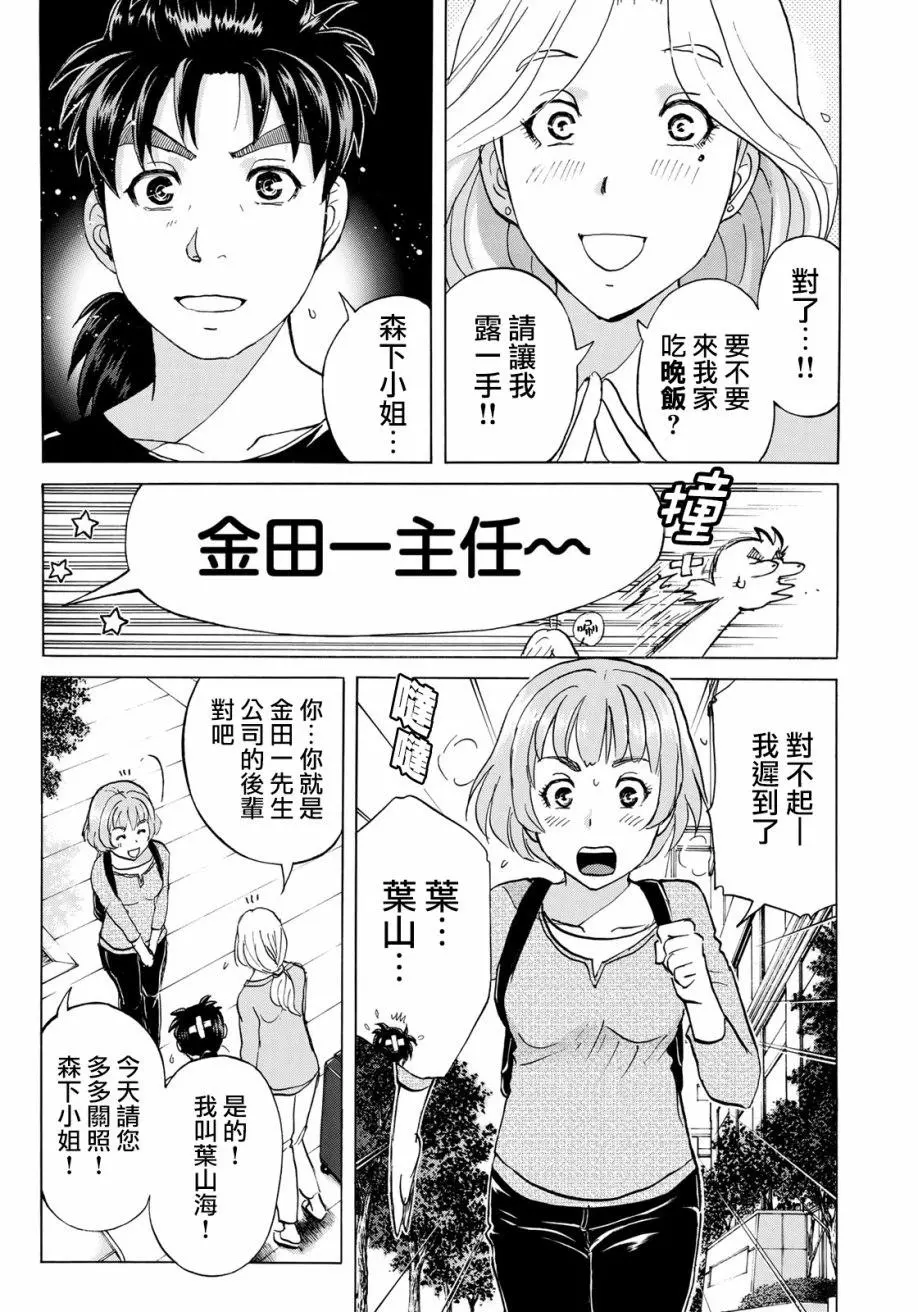 對了…!!
要不要
來我家
吃晚飯?
請讓我
露一手!!
森下小姐…
撞
金田一主任~~
對不起—
我遲到了
噠噠
葉…
葉山…
你…你就是
金田一先生
公司的後輩
對吧
是的!
我叫葉山海!
今天請您
多多關照!
森下小姐!